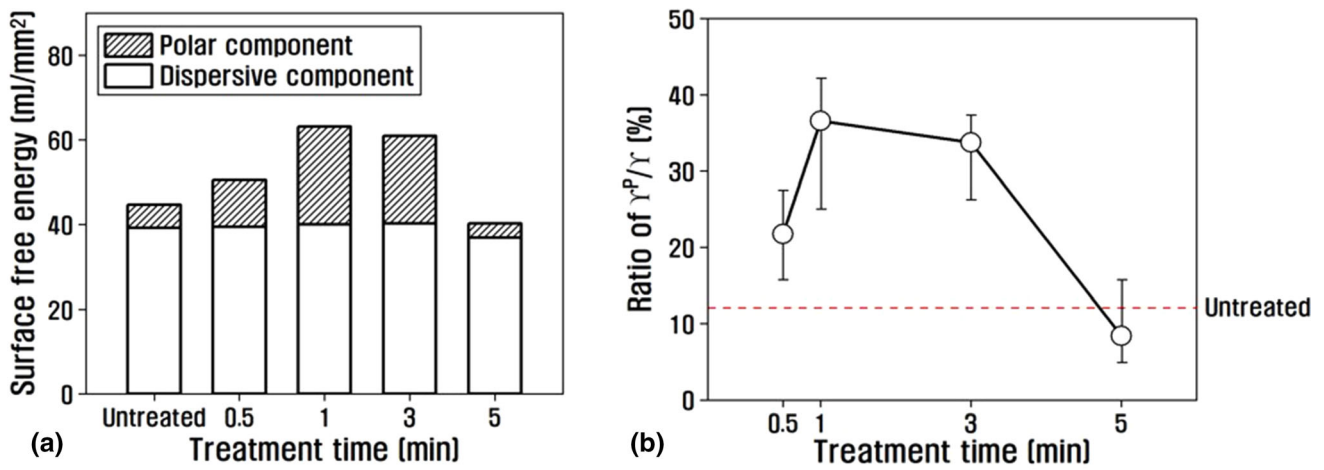 Surface free energy (mJ/mm²)
80
60
40
20
0
Polar component
Dispersive component
Untreated 0.5 1 3 5
Treatment time (min)
(a)
Ratio of ϒᴾ/ϒ (%)
50
40
30
20
10
0
Untreated
0.5 1 3 5
Treatment time (min)
(b)